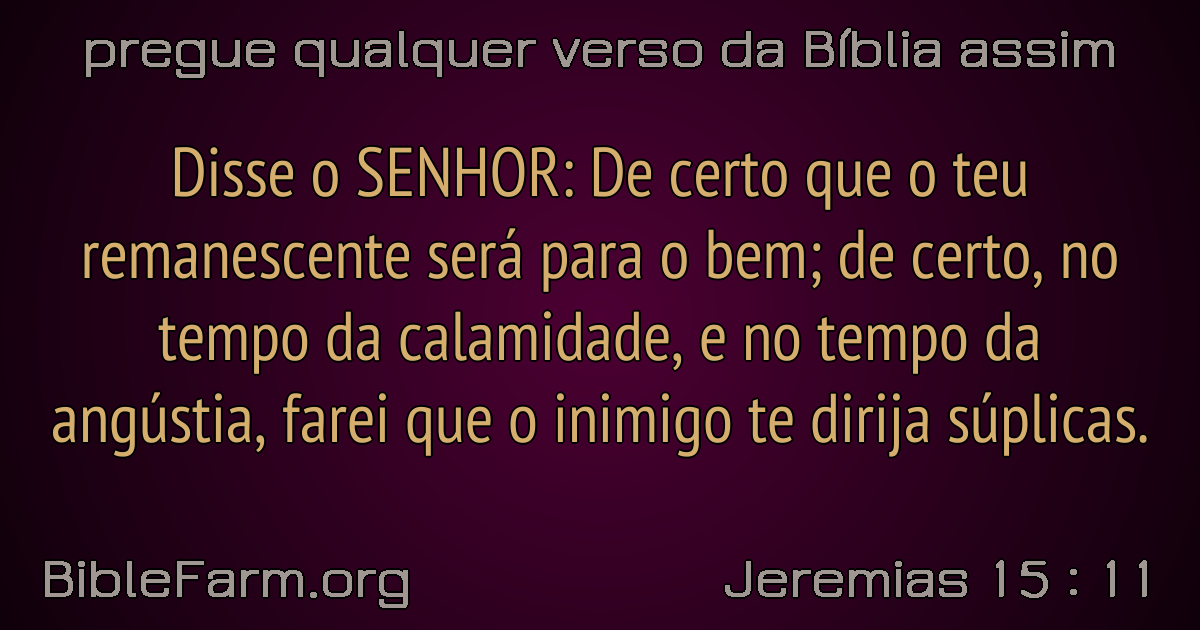 pregue qualquer verso da Bíblia assim
Disse o SENHOR: De certo que o teu
remanescente será para o bem; de certo, no
tempo da calamidade, e no tempo da
angústia, farei que o inimigo te dirija súplicas.
BibleFarm.org
Jeremias 15 : 11